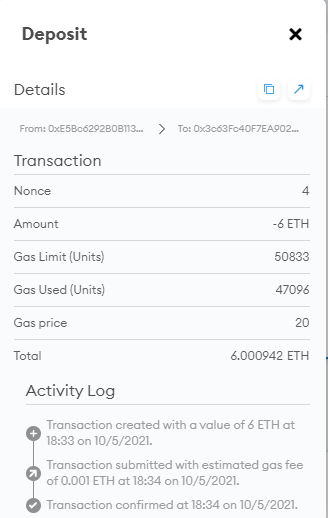 Deposit
Details
From: 0xE5Bc6292B0B113... > To: 0x3c63Fc40F7EA902...
Transaction
Nonce 4
Amount -6 ETH
Gas Limit (Units) 50833
Gas Used (Units) 47096
Gas price 20
Total 6.000942 ETH
Activity Log
Transaction created with a value of 6 ETH at
18:33 on 10/5/2021.
Transaction submitted with estimated gas fee
of 0.001 ETH at 18:34 on 10/5/2021.
Transaction confirmed at 18:34 on 10/5/2021.